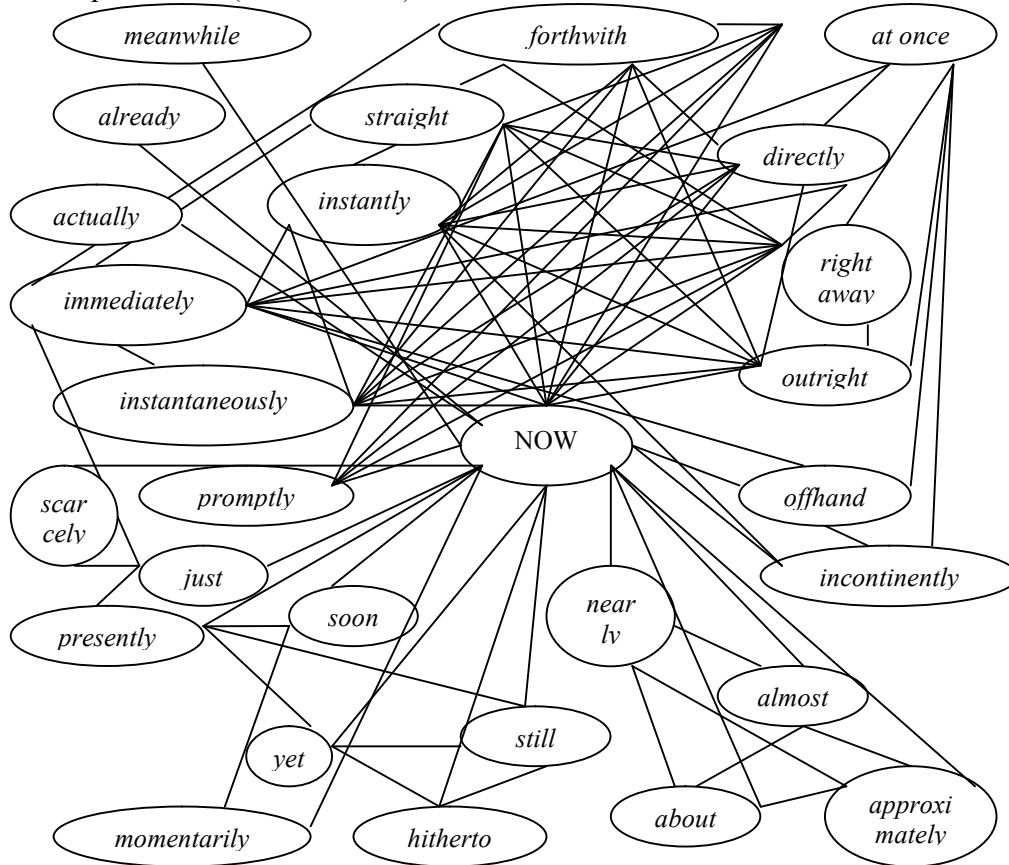 meanwhile
forthwith
at once
already
straight
directly
actually
instantly
immediately
right
away
instantaneously
outright
NOW
scar
cely
promptly
offhand
just
incontinently
presently
soon
near
ly
almost
yet
still
momentarily
hitherto
about
approxi
mately